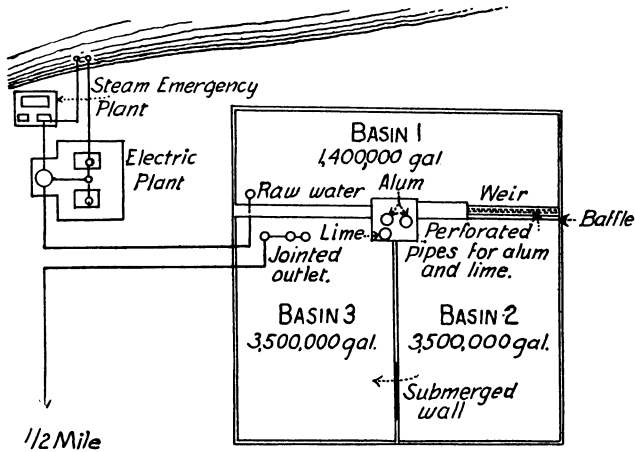 Steam Emergency
Plant
Electric
Plant
BASIN 1
1,400,000 gal
Raw water
Alum
Weir
Baffle
Lime
Jointed
outlet.
Perforated
pipes for alum
and lime.
BASIN 3
3,500,000 gal.
BASIN 2
3,500,000 gal.
Submerged
wall
1/2 Mile